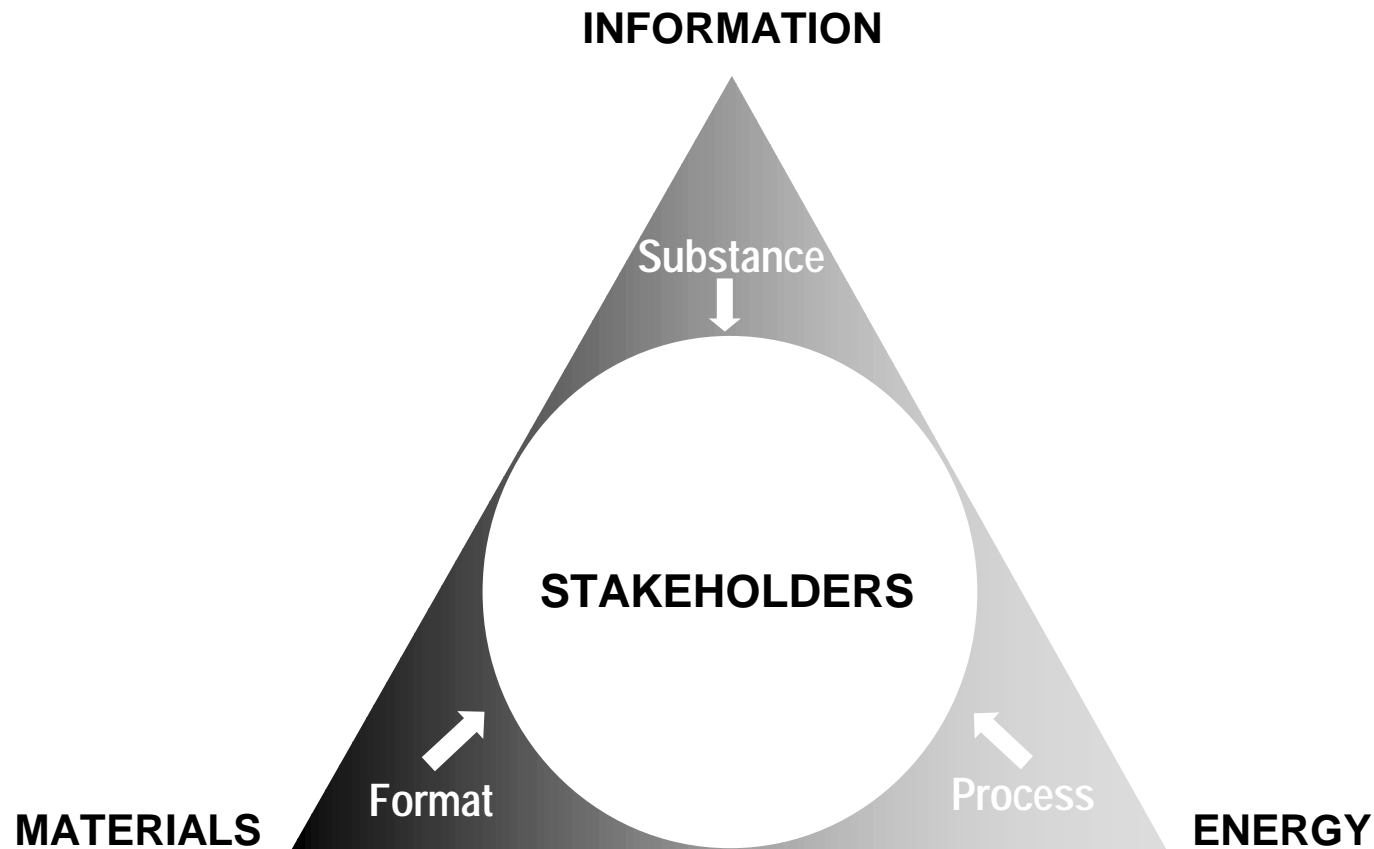 INFORMATION
Substance
STAKEHOLDERS
Format
Process
MATERIALS
ENERGY